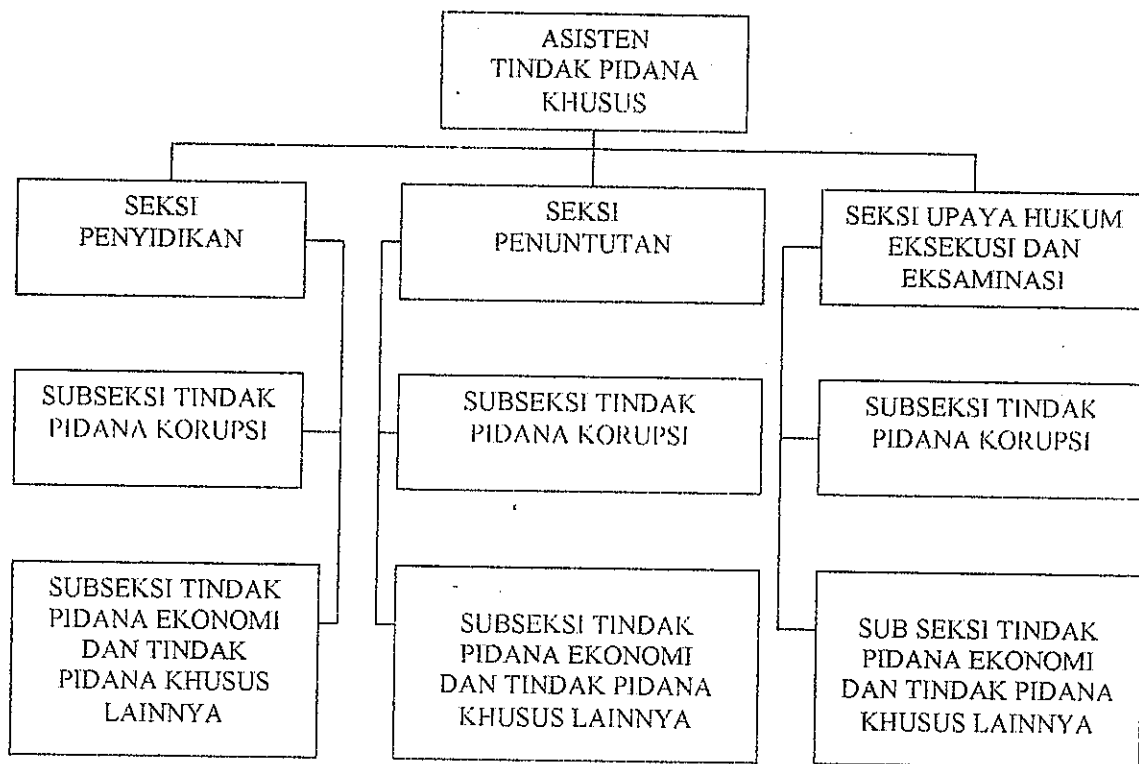 ASISTEN
TINDAK PIDANA
KHUSUS
SEKSI
PENYIDIKAN
SEKSI
PENUNTUTAN
SEKSI UPAYA HUKUM
EKSEKUSI DAN
EKSAMINASI
SUBSEKSI TINDAK
PIDANA KORUPSI
SUBSEKSI TINDAK
PIDANA KORUPSI
SUBSEKSI TINDAK
PIDANA KORUPSI
SUBSEKSI TINDAK
PIDANA EKONOMI
DAN TINDAK
PIDANA KHUSUS
LAINNYA
SUBSEKSI TINDAK
PIDANA EKONOMI
DAN TINDAK PIDANA
KHUSUS LAINNYA
SUB SEKSI TINDAK
PIDANA EKONOMI
DAN TINDAK PIDANA
KHUSUS LAINNYA